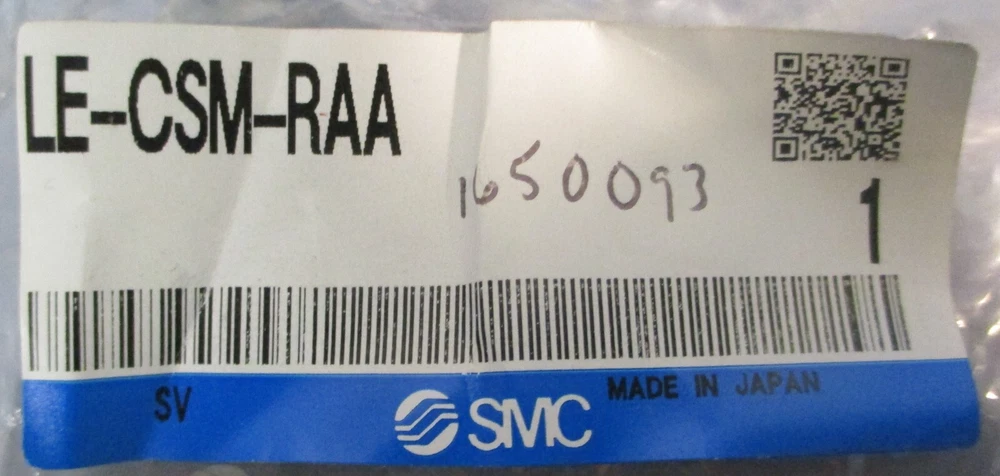 LE-CSM-RAA
1650093
1
SV
SMC
MADE IN JAPAN